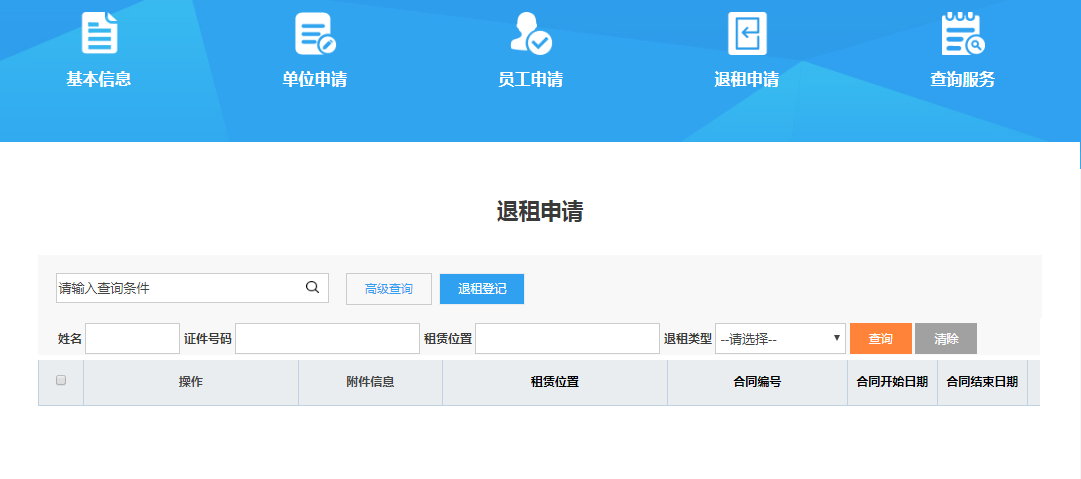 基本信息 单位申请 员工申请 退租申请 查询服务
退租申请
请输入查询条件 高级查询 退租登记
姓名 证件号码 租赁位置 退租类型 --请选择-- 查询 清除
操作 附件信息 租赁位置 合同编号 合同开始日期 合同结束日期